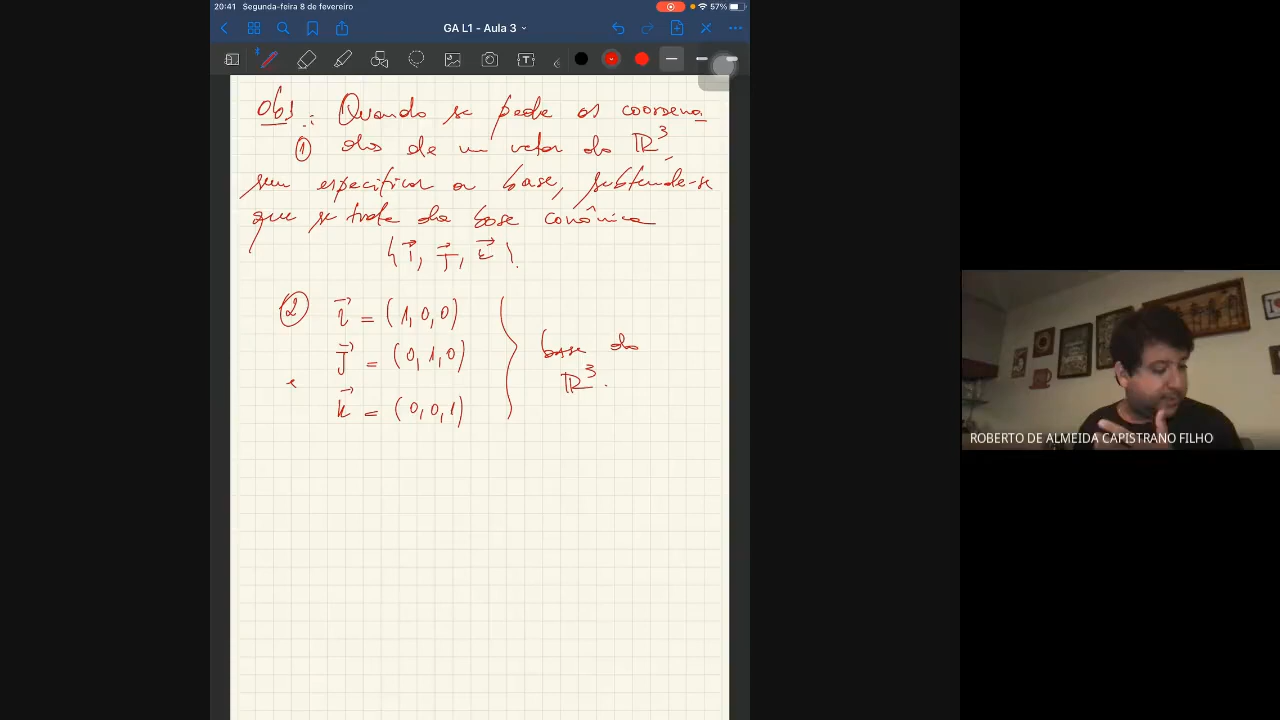 20:41 Segunda-feira 8 de fevereiro 57%
GA L1 - Aula 3
Obs: Quando se pede as coordena
① das de um vetor do ℝ³,
sem especificar a base, subtende-se
que se trata da base canônica
{i⃗, j⃗, k⃗}.
② i⃗ = (1, 0, 0)
j⃗ = (0, 1, 0) base do
e ℝ³.
k⃗ = (0, 0, 1)
ROBERTO DE ALMEIDA CAPISTRANO FILHO